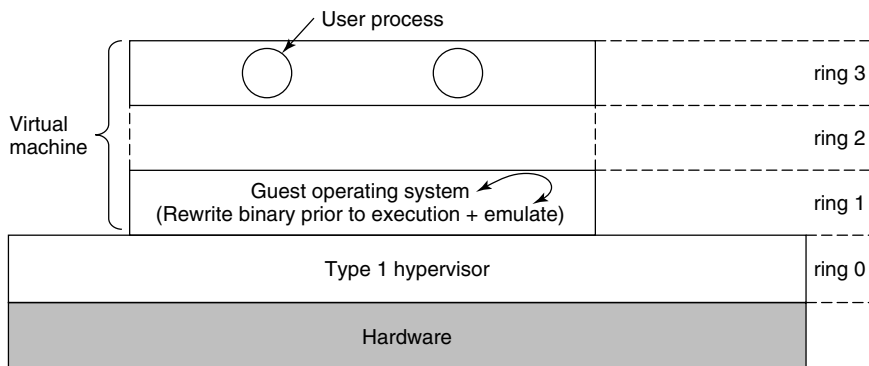 User process
ring 3
Virtual
machine
ring 2
Guest operating system
(Rewrite binary prior to execution + emulate)
ring 1
Type 1 hypervisor
ring 0
Hardware